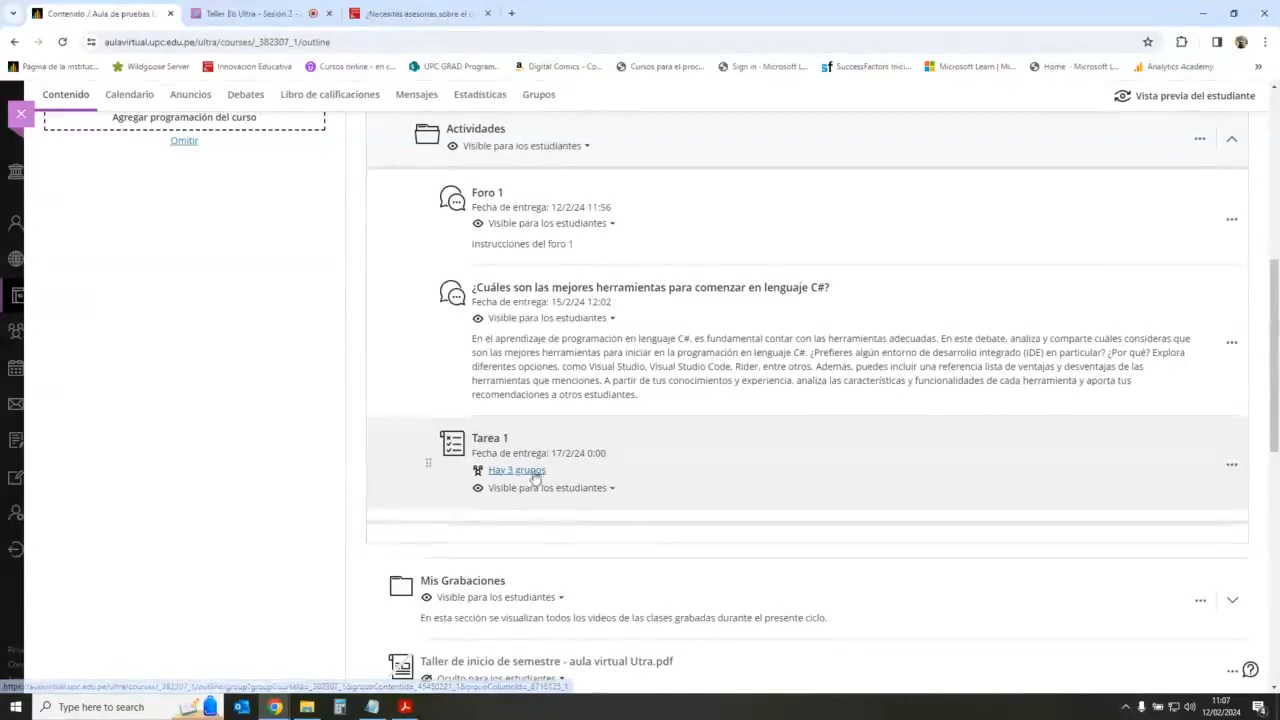 Contenido / Aula de pruebas
Taller Bb Ultra - Sesión 2 -
¿Necesitas asesorías sobre el u
aulavirtual.upc.edu.pe/ultra/courses/_382307_1/outline
Página de la instituc...
Wildgoose Server
Innovación Educativa
Cursos online - en c...
UPC GRAD Program...
Digital Comics - Co...
Cursos para el proc...
Sign in - Microsoft L...
SuccessFactors Inici...
Microsoft Learn | Mi...
Home - Microsoft L...
Analytics Academy
Contenido
Calendario
Anuncios
Debates
Libro de calificaciones
Mensajes
Estadísticas
Grupos
Vista previa del estudiante
Agregar programación del curso
Omitir
Actividades
Visible para los estudiantes
Foro 1
Fecha de entrega: 12/2/24 11:56
Visible para los estudiantes
instrucciones del foro 1
¿Cuáles son las mejores herramientas para comenzar en lenguaje C#?
Fecha de entrega: 15/2/24 12:02
Visible para los estudiantes
En el aprendizaje de programación en lenguaje C#, es fundamental contar con las herramientas adecuadas. En este debate, analiza y comparte cuáles consideras que
son las mejores herramientas para iniciar en la programación en lenguaje C#. ¿Prefieres algún entorno de desarrollo integrado (IDE) en particular? ¿Por qué? Explora
diferentes opciones, como Visual Studio, Visual Studio Code, Rider, entre otros. Además, puedes incluir una referencia lista de ventajas y desventajas de las
herramientas que menciones. A partir de tus conocimientos y experiencia, analiza las características y funcionalidades de cada herramienta y aporta tus
recomendaciones a otros estudiantes.
Tarea 1
Fecha de entrega: 17/2/24 0:00
Hay 3 grupos
Visible para los estudiantes
Mis Grabaciones
Visible para los estudiantes
En esta sección se visualizan todos los videos de las clases grabadas durante el presente ciclo.
Taller de inicio de semestre - aula virtual Utra.pdf
Oculto para los estudiantes
Type here to search
11:07
12/02/2024